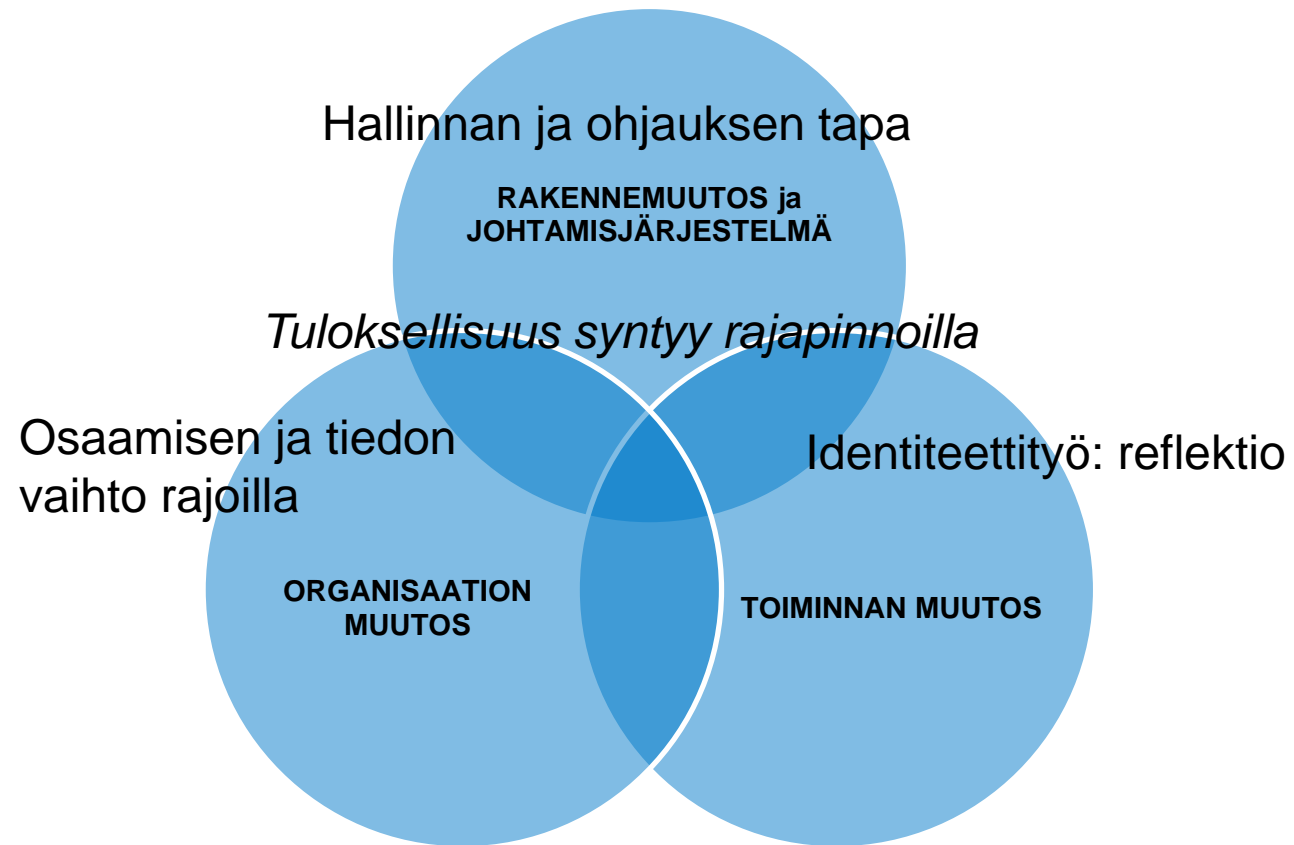 Hallinnan ja ohjauksen tapa
RAKENNEMUUTOS ja
JOHTAMISJÄRJESTELMÄ
Tuloksellisuus syntyy rajapinnoilla
Osaamisen ja tiedon
vaihto rajoilla
Identiteettityö: reflektio
ORGANISAATION
MUUTOS
TOIMINNAN MUUTOS